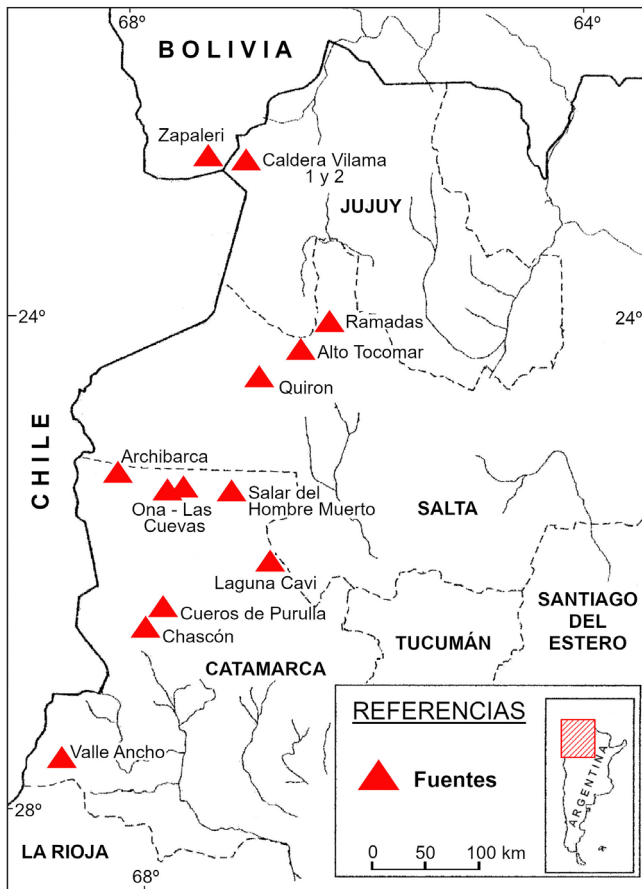 68º
64º
BOLIVIA
Zapaleri
Caldera Vilama
1 y 2
JUJUY
24º
24º
Ramadas
Alto Tocomar
Quiron
CHILE
Archibarca
Ona - Las
Cuevas
Salar del
Hombre Muerto
SALTA
Laguna Cavi
SANTIAGO
DEL
ESTERO
Cueros de Purulla
Chascón
TUCUMÁN
CATAMARCA
Valle Ancho
28º
LA RIOJA
68º
REFERENCIAS
Fuentes
0 50 100 km
ARGENTINA